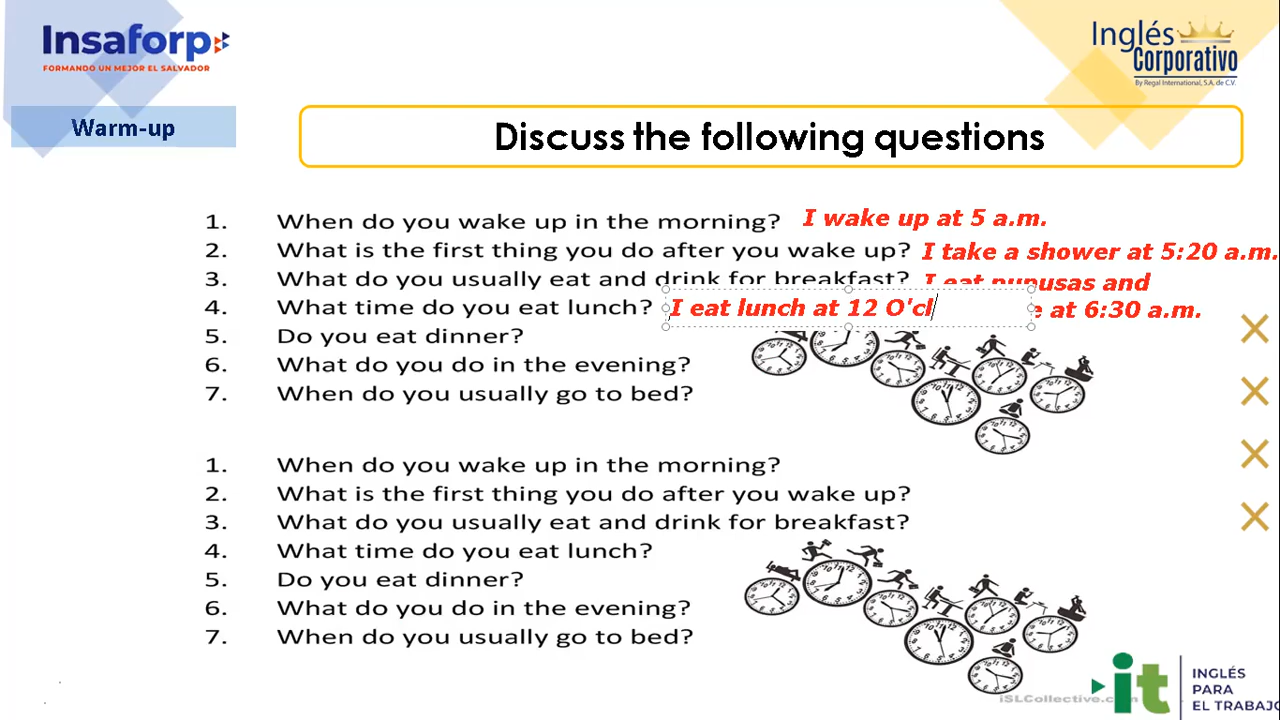 Insaforp
FORMANDO UN MEJOR EL SALVADOR
Inglés
Corporativo
By Regal International, S.A. de C.V.
Warm-up
Discuss the following questions
1. When do you wake up in the morning? I wake up at 5 a.m.
2. What is the first thing you do after you wake up? I take a shower at 5:20 a.m.
3. What do you usually eat and drink for breakfast? I eat pupusas and
4. What time do you eat lunch? I eat lunch at 12 O'cl e at 6:30 a.m.
5. Do you eat dinner?
6. What do you do in the evening?
7. When do you usually go to bed?
1. When do you wake up in the morning?
2. What is the first thing you do after you wake up?
3. What do you usually eat and drink for breakfast?
4. What time do you eat lunch?
5. Do you eat dinner?
6. What do you do in the evening?
7. When do you usually go to bed?
iSLCollective.com
it
INGLÉS
PARA
EL TRABAJO